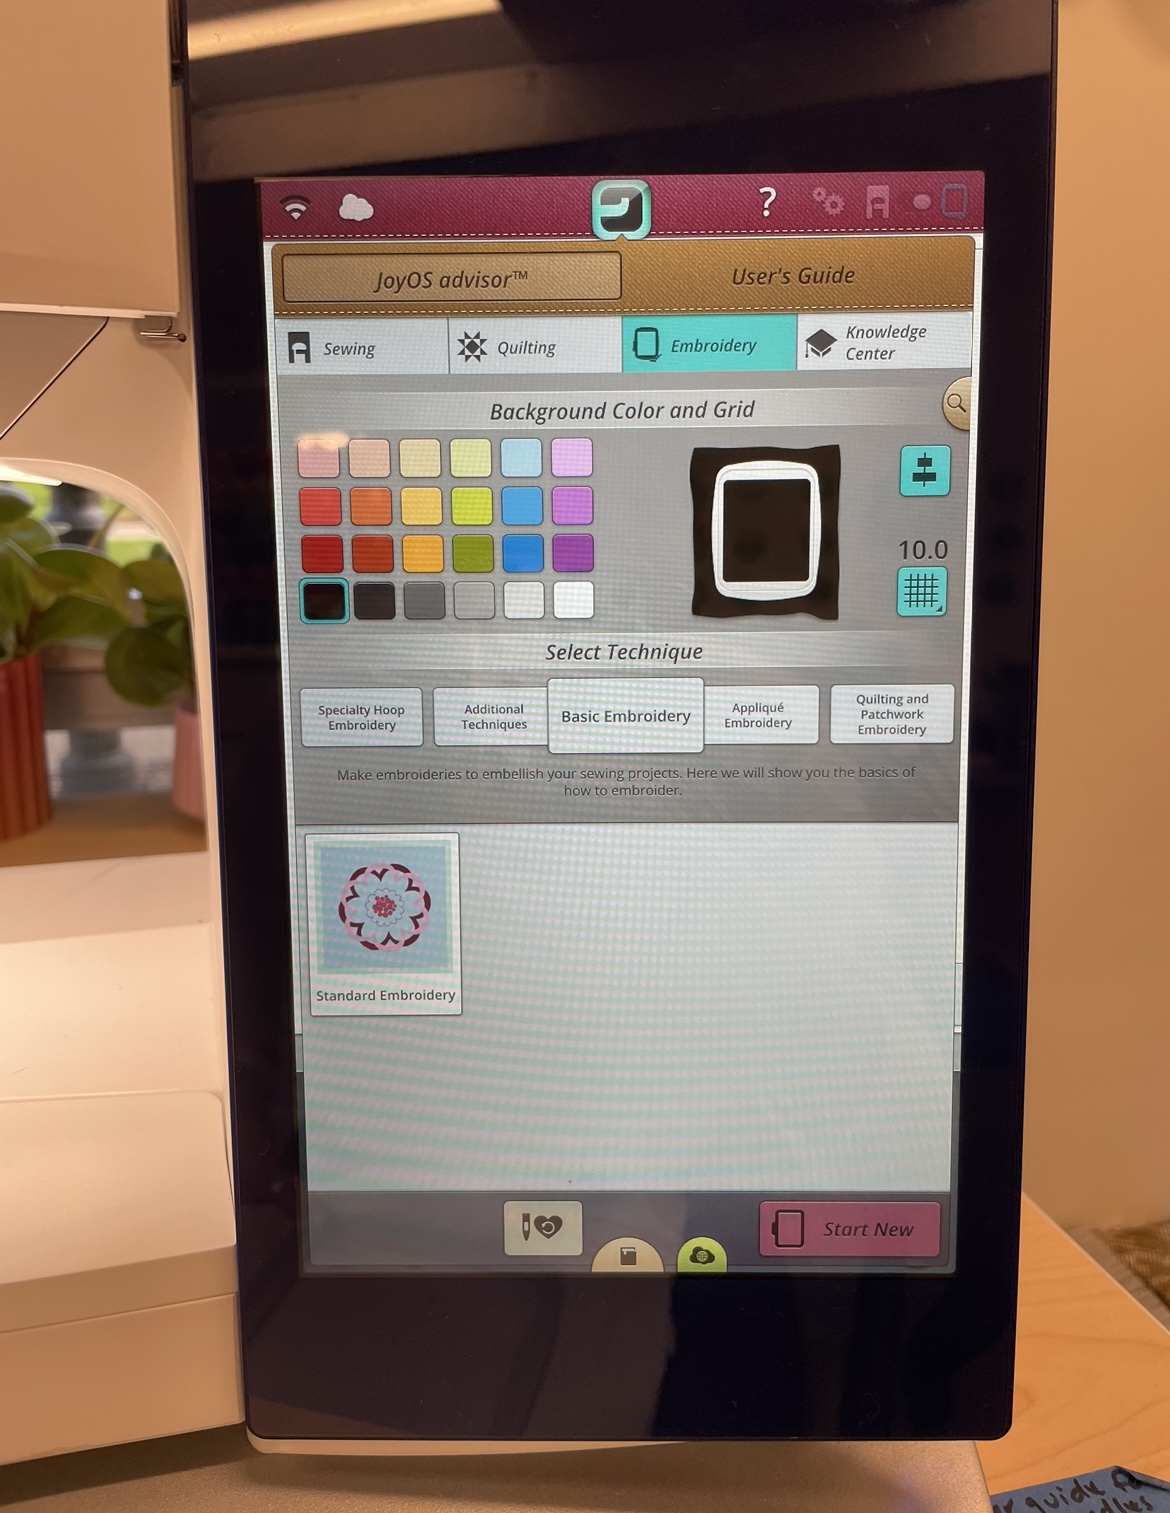 ?
JoyOS advisor™
User's Guide
Sewing
Quilting
Embroidery
Knowledge
Center
Background Color and Grid
10.0
Select Technique
Specialty Hoop
Embroidery
Additional
Techniques
Basic Embroidery
Appliqué
Embroidery
Quilting and
Patchwork
Embroidery
Make embroideries to embellish your sewing projects. Here we will show you the basics of
how to embroider.
Standard Embroidery
Start New
guide